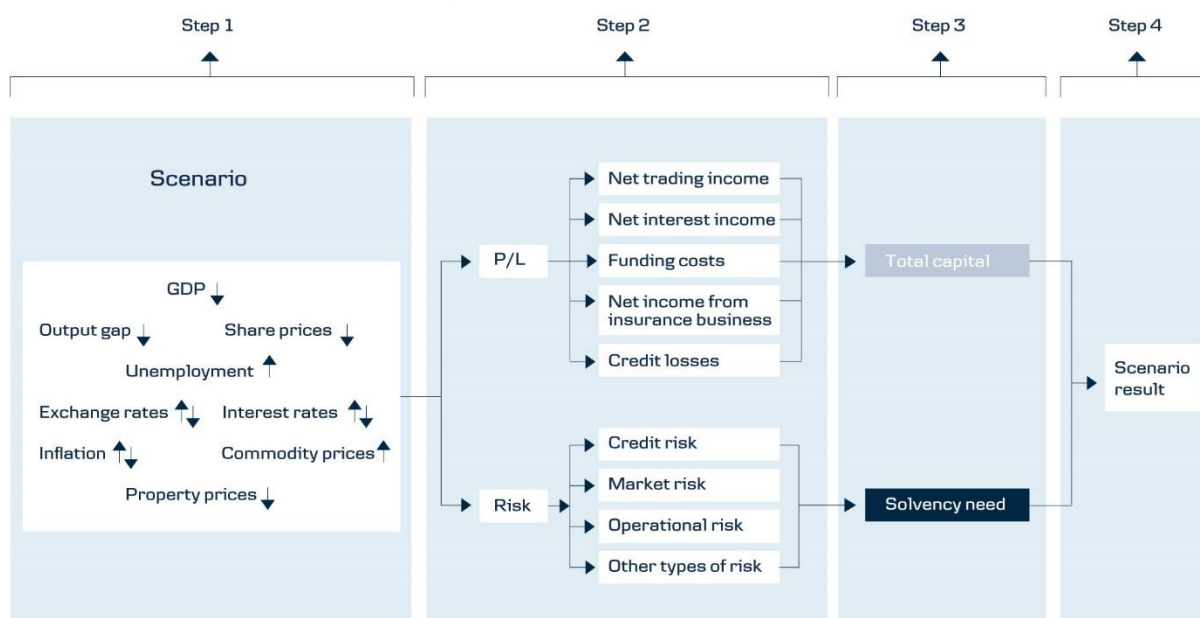 Step 1
Step 2
Step 3
Step 4
Scenario
GDP
Output gap
Share prices
Unemployment
Exchange rates
Interest rates
Inflation
Commodity prices
Property prices
P/L
Net trading income
Net interest income
Funding costs
Net income from
insurance business
Credit losses
Risk
Credit risk
Market risk
Operational risk
Other types of risk
Total capital
Solvency need
Scenario
result